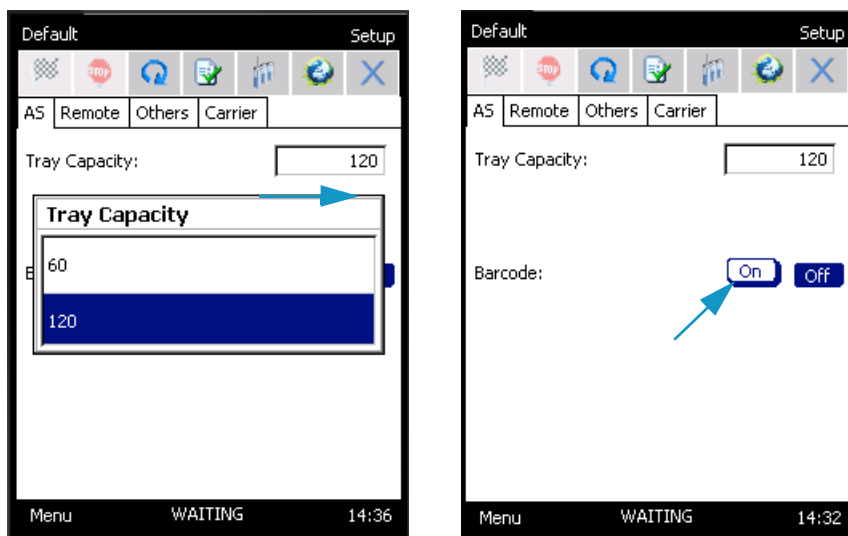 Default Setup
STOP
AS Remote Others Carrier
Tray Capacity: 120
Tray Capacity
60
120
Menu WAITING 14:36
Default Setup
STOP
AS Remote Others Carrier
Tray Capacity: 120
Barcode: On Off
Menu WAITING 14:32